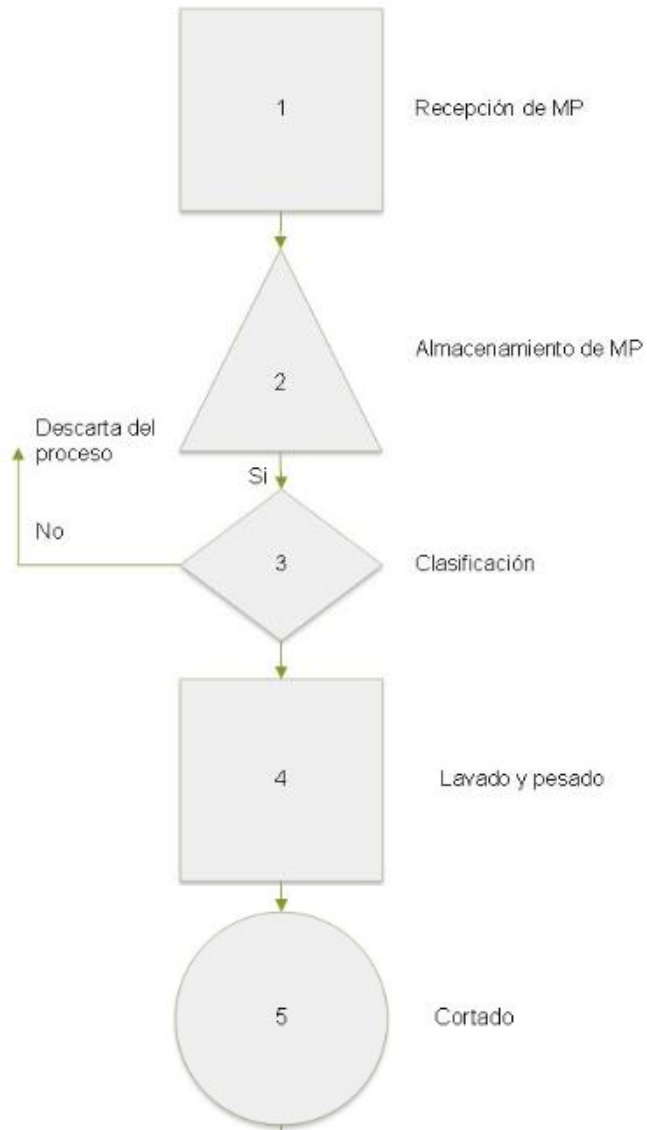 1
Recepción de MP
2
Almacenamiento de MP
Descarta del
proceso
Si
No
3
Clasificación
4
Lavado y pesado
5
Cortado